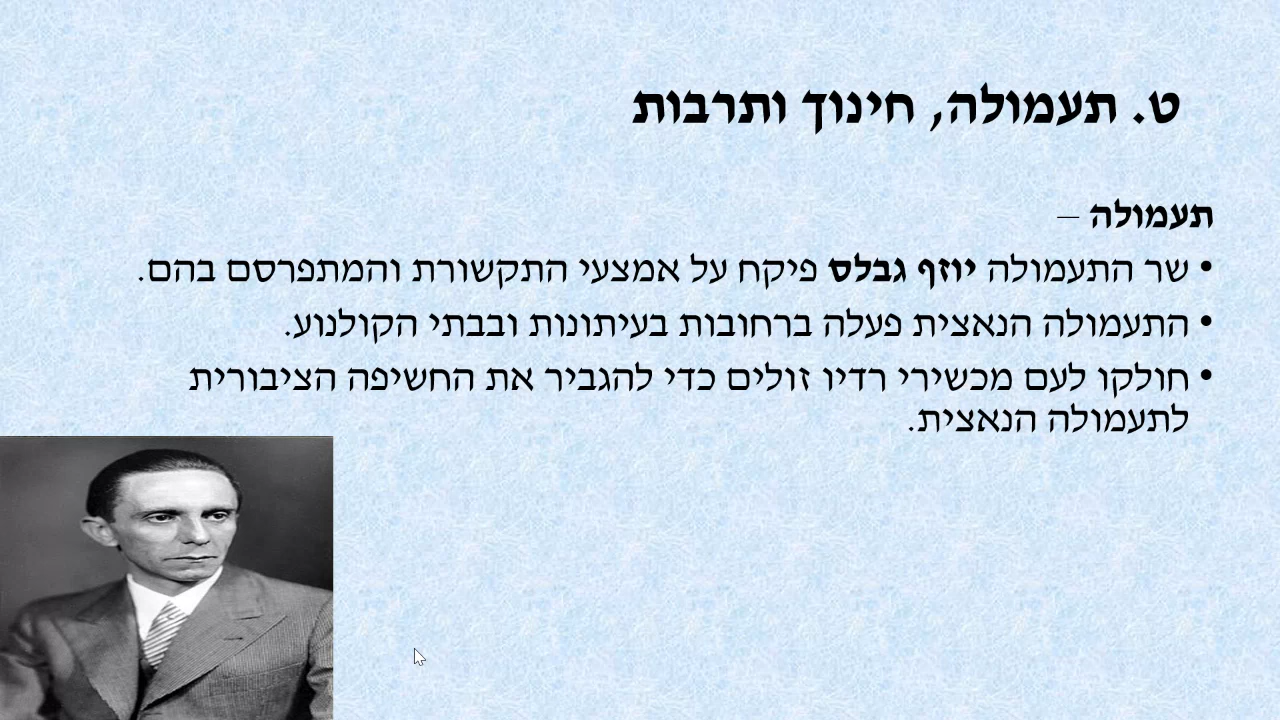 ט. תעמולה, חינוך ותרבות
תעמולה –
• שר התעמולה יוזף גבלס פיקח על אמצעי התקשורת והמתפרסם בהם.
• התעמולה הנאצית פעלה ברחובות בעיתונות ובבתי הקולנוע.
• חולקו לעם מכשירי רדיו זולים כדי להגביר את החשיפה הציבורית
לתעמולה הנאצית.